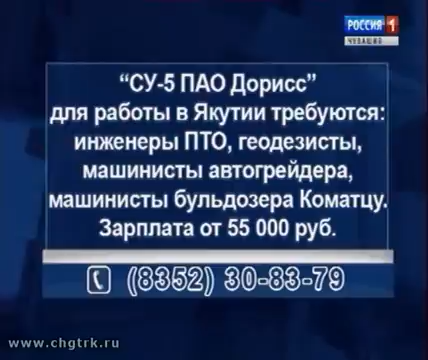 РОССИЯ 1
ЧУВАШИЯ
“СУ-5 ПАО Дорисс”
для работы в Якутии требуются:
инженеры ПТО, геодезисты,
машинисты автогрейдера,
машинисты бульдозера Коматцу.
Зарплата от 55 000 руб.
(8352) 30-83-79
www.chgtrk.ru